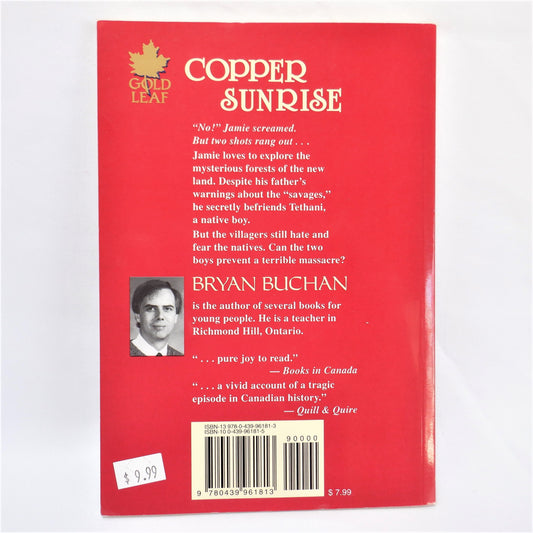 GOLD
LEAF
COPPER
SUNRISE
“No!” Jamie screamed.
But two shots rang out . . .
Jamie loves to explore the
mysterious forests of the new
land. Despite his father’s
warnings about the “savages,”
he secretly befriends Tethani,
a native boy.
But the villagers still hate and
fear the natives. Can the two
boys prevent a terrible massacre?
BRYAN BUCHAN
is the author of several books for
young people. He is a teacher in
Richmond Hill, Ontario.
“ . . . pure joy to read.”
— Books in Canada
“ . . . a vivid account of a tragic
episode in Canadian history.”
— Quill & Quire
ISBN-13 978-0-439-96181-3
ISBN-10 0-439-96181-5
90000
9 780439 961813
$ 7.99
$ 9.99